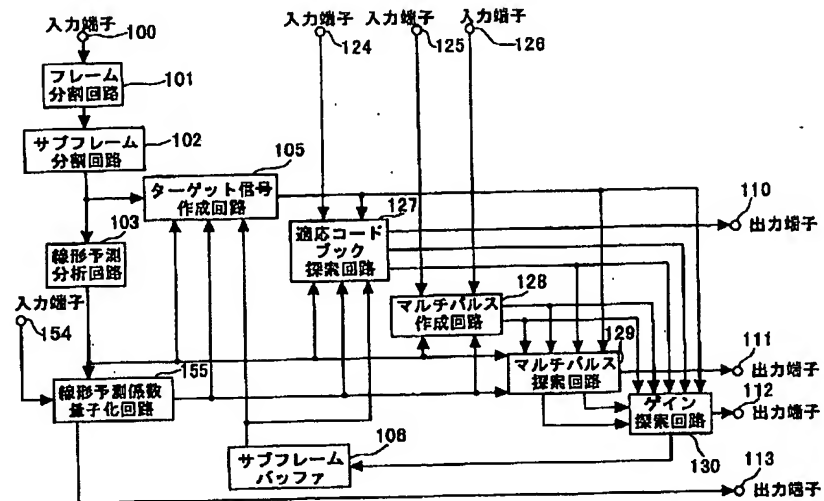 入力端子
100
入力端子
124
入力端子
125
入力端子
126
フレーム
分割回路
101
サブフレーム
分割回路
102
ターゲット信号
作成回路
105
103
線形予測
分析回路
適応コード
ブック
探索回路
127
110
出力端子
マルチパルス
作成回路
128
入力端子
154
マルチパルス
探索回路
129
111
出力端子
線形予測係数
量子化回路
155
ゲイン
探索回路
130
112
出力端子
サブフレーム
バッファ
108
113
出力端子